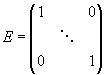 E = ( 1 0
⋱
0 1 )